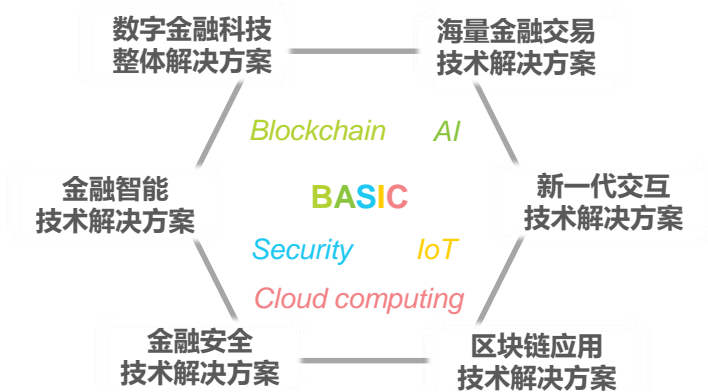 数字金融科技
整体解决方案
海量金融交易
技术解决方案
Blockchain
AI
金融智能
技术解决方案
BASIC
新一代交互
技术解决方案
Security
IoT
Cloud computing
金融安全
技术解决方案
区块链应用
技术解决方案